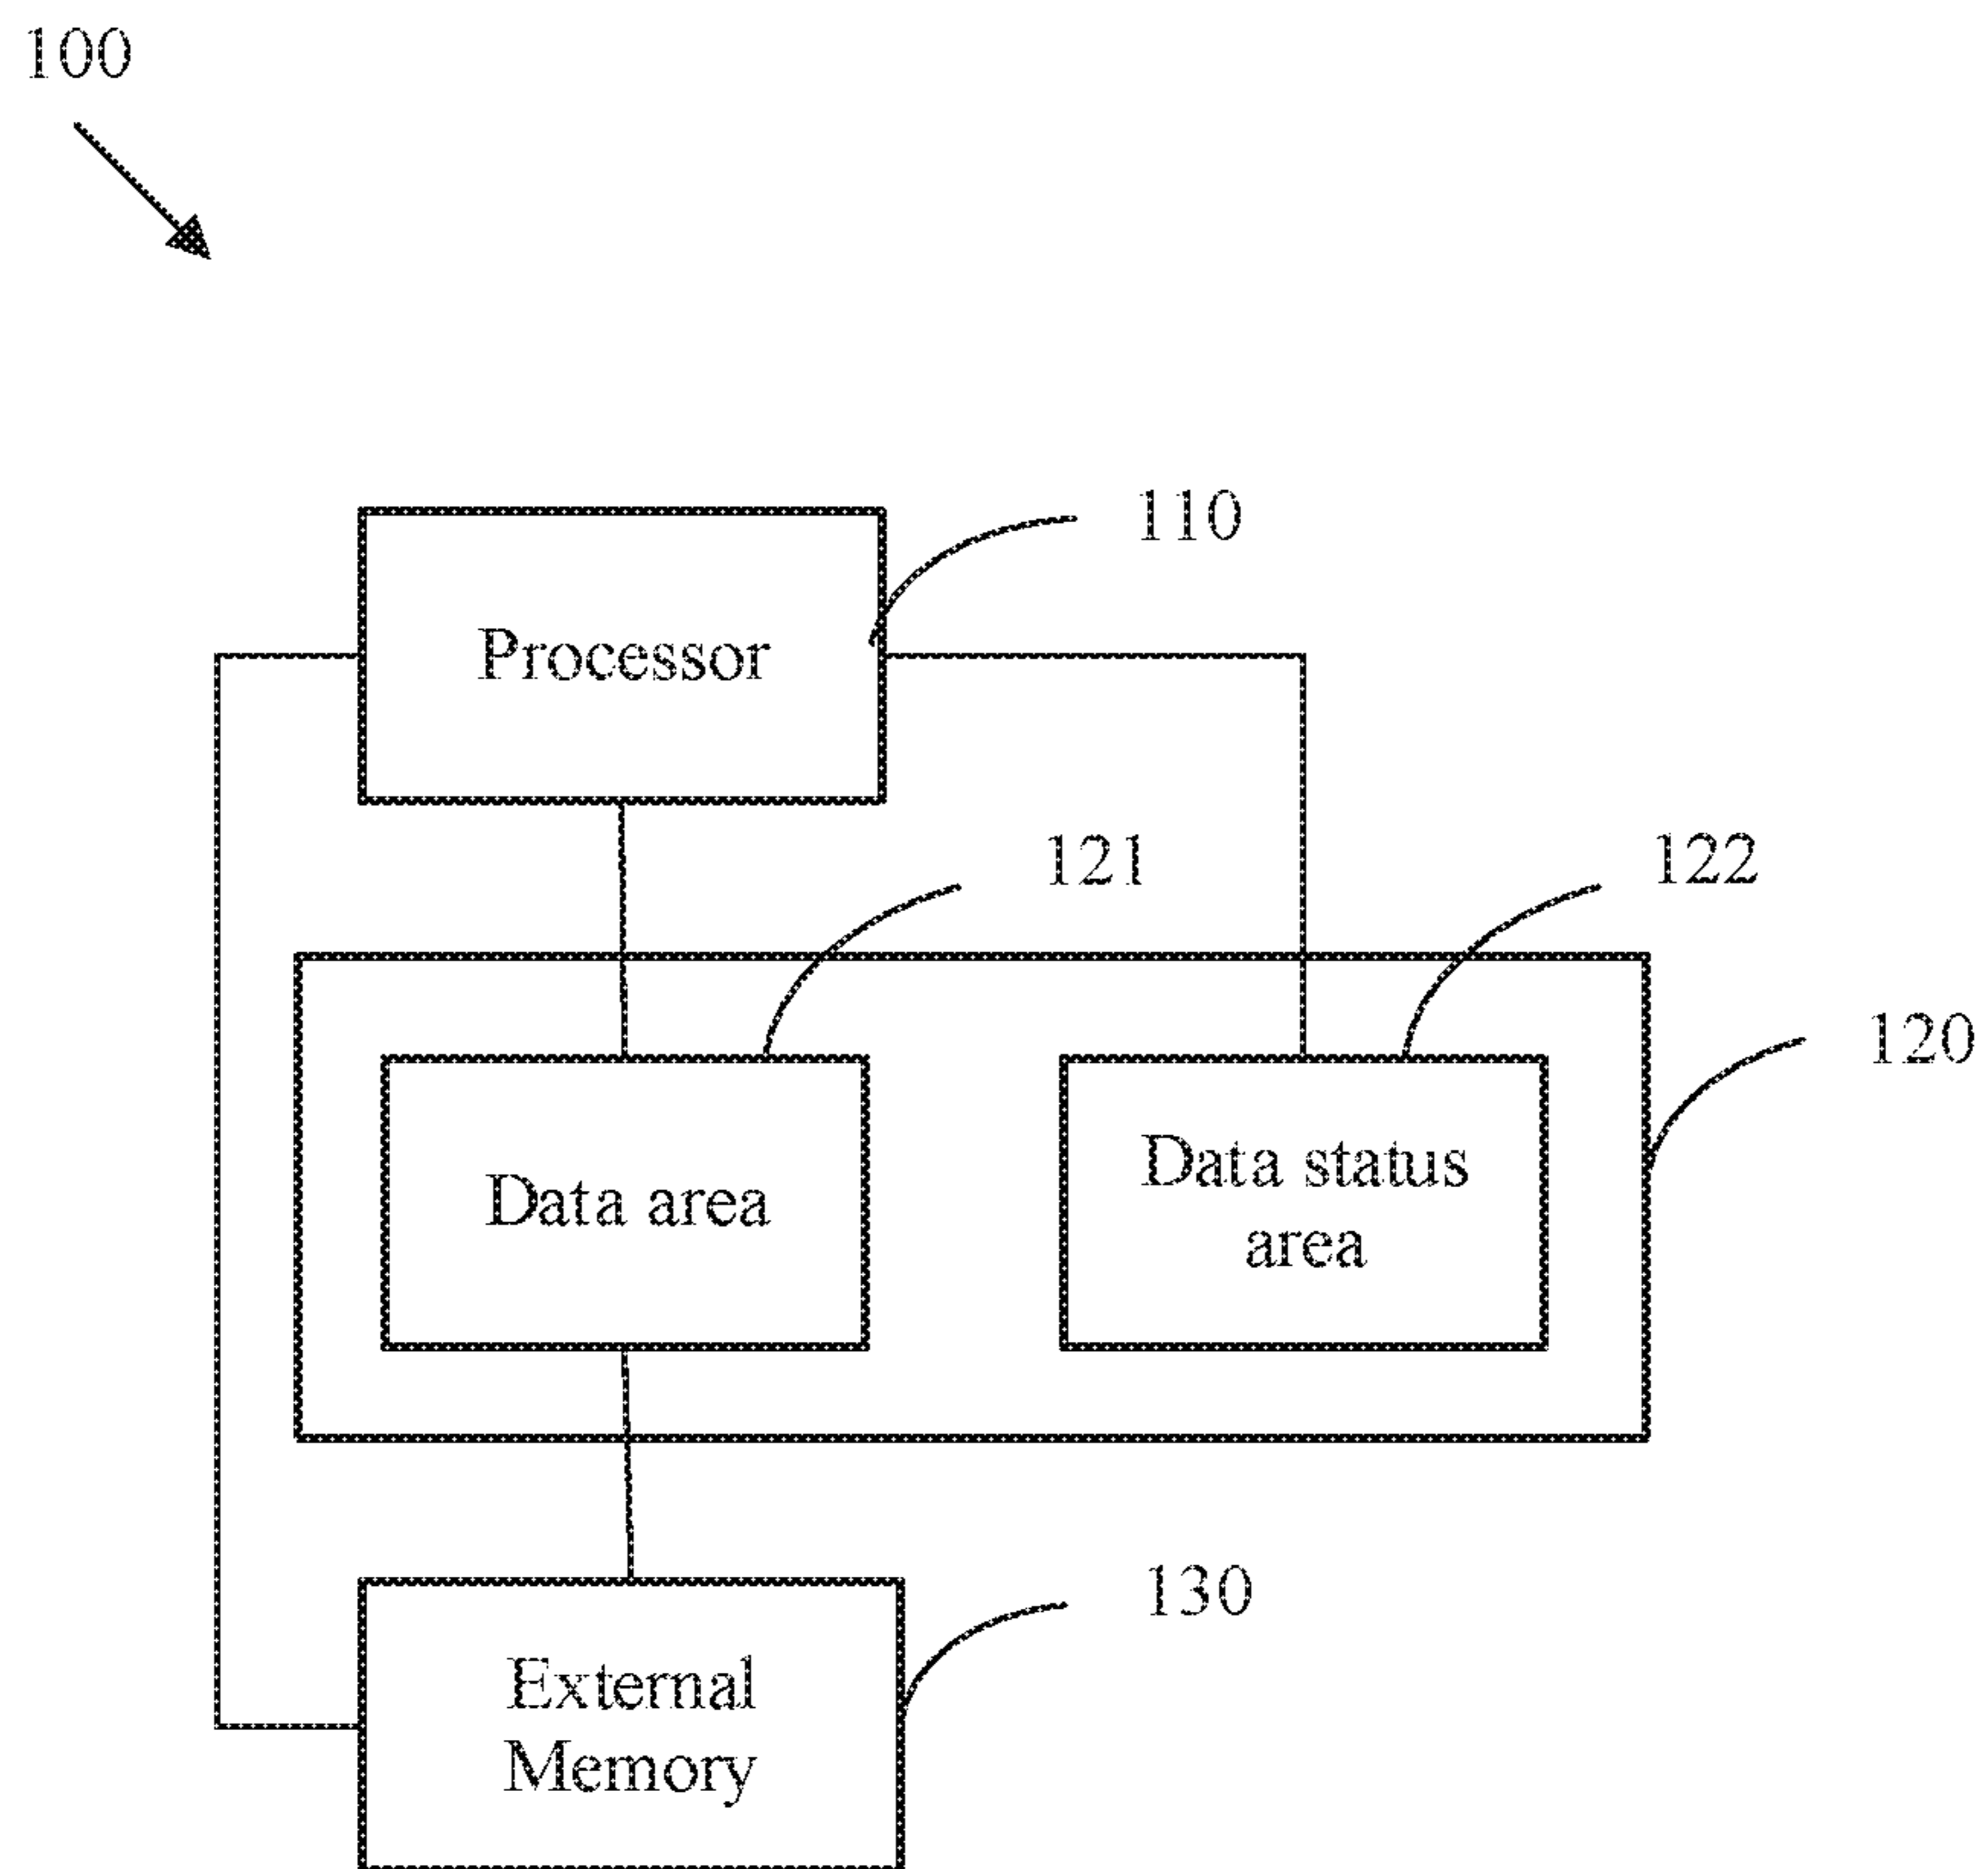 100
110
Processor
121
122
120
Data area
Data status
area
130
External
Memory